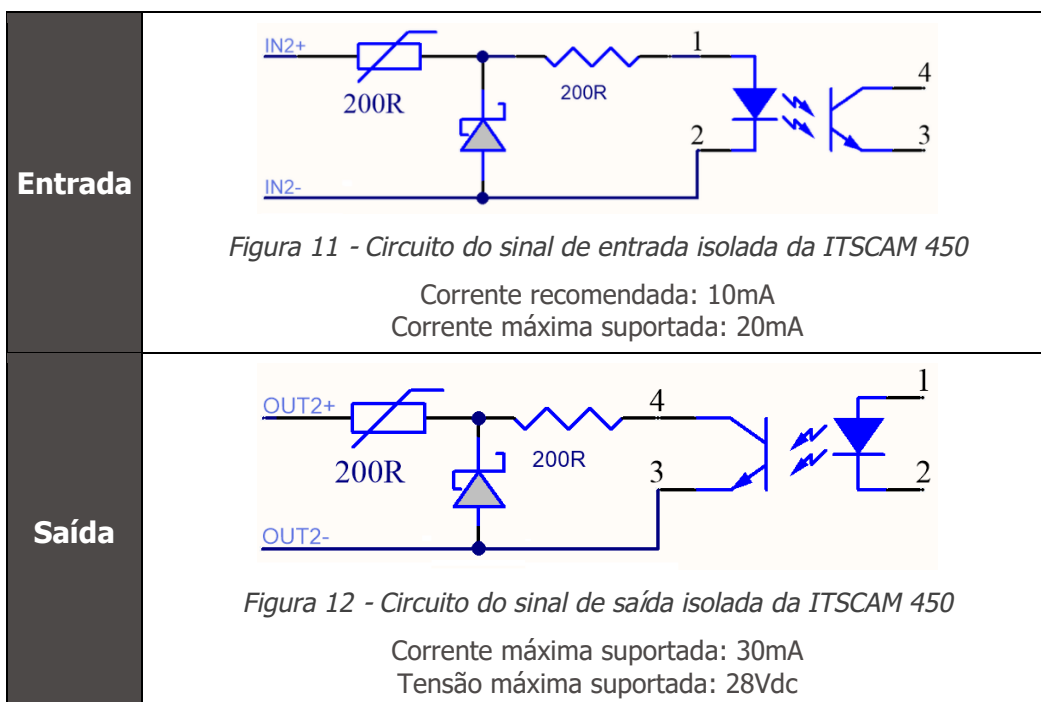 Entrada
IN2+
200R
200R
1
2
4
3
IN2-
Figura 11 - Circuito do sinal de entrada isolada da ITSCAM 450
Corrente recomendada: 10mA
Corrente máxima suportada: 20mA
Saída
OUT2+
200R
200R
4
3
1
2
OUT2-
Figura 12 - Circuito do sinal de saída isolada da ITSCAM 450
Corrente máxima suportada: 30mA
Tensão máxima suportada: 28Vdc